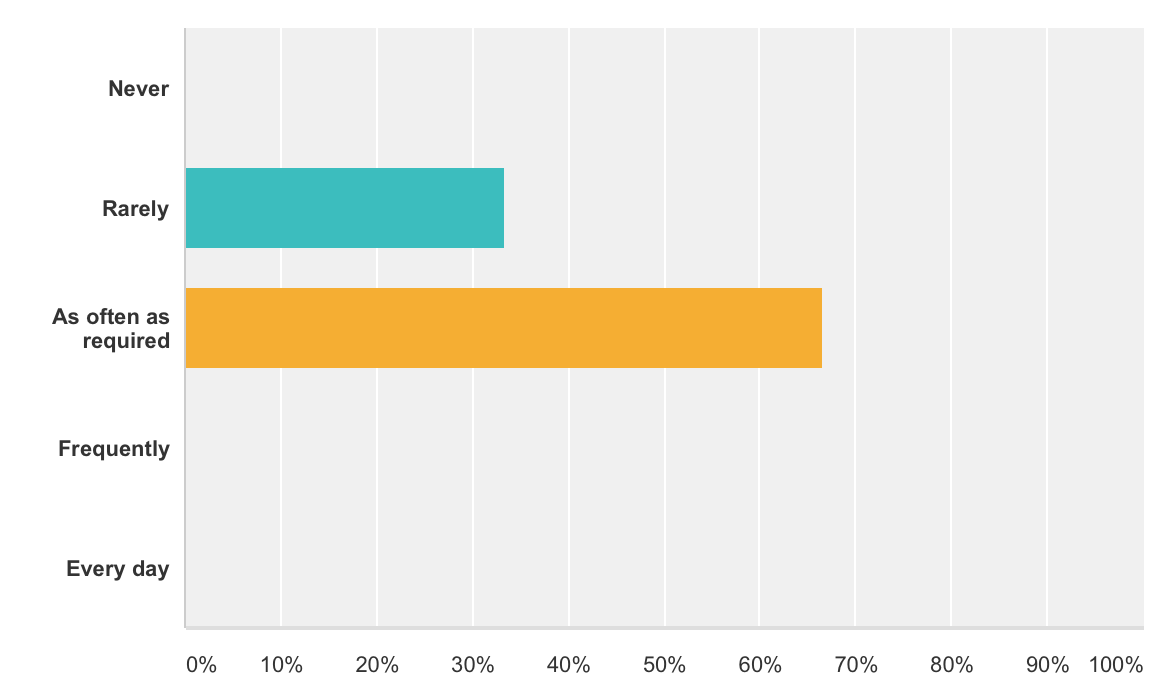 Never
Rarely
As often as
required
Frequently
Every day
0% 10% 20% 30% 40% 50% 60% 70% 80% 90% 100%